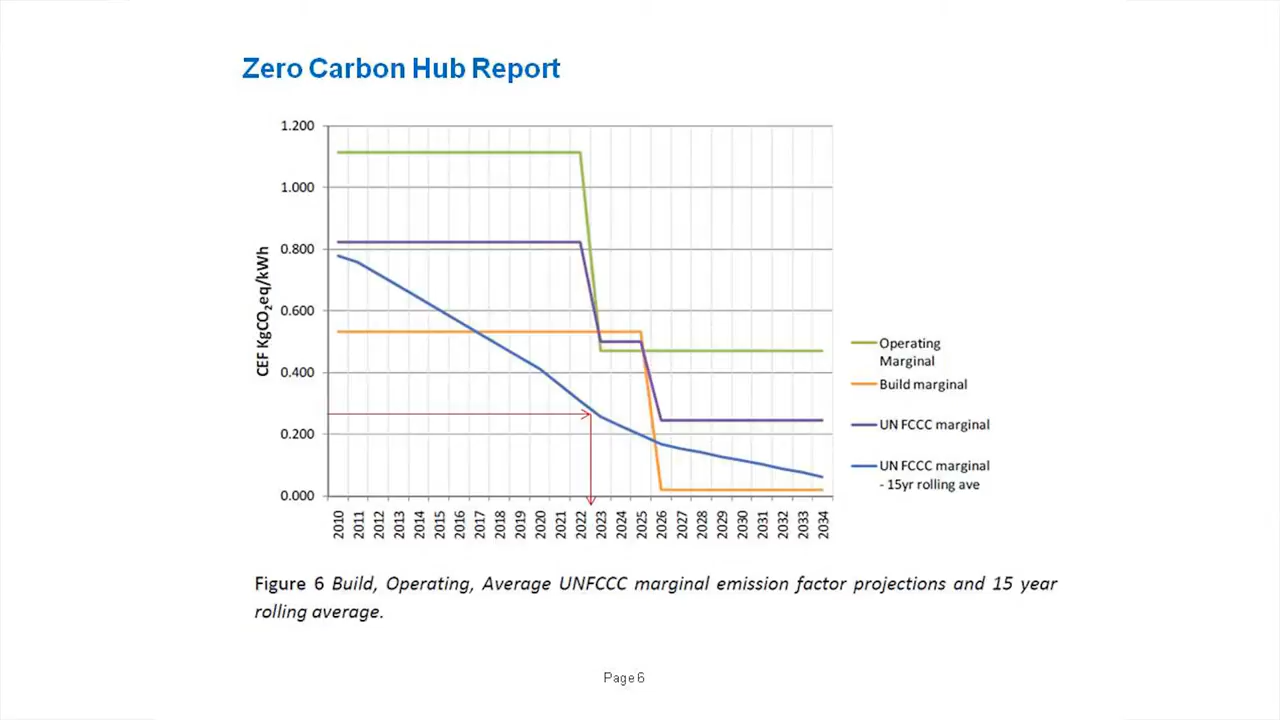 Zero Carbon Hub Report
1.200
1.000
0.800
0.600
0.400
0.200
0.000
CEF KgCO₂eq/kWh
2010
2011
2012
2013
2014
2015
2016
2017
2018
2019
2020
2021
2022
2023
2024
2025
2026
2027
2028
2029
2030
2031
2032
2033
2034
Operating
Marginal
Build marginal
UN FCCC marginal
UN FCCC marginal
- 15yr rolling ave
Figure 6 Build, Operating, Average UNFCCC marginal emission factor projections and 15 year
rolling average.
Page 6